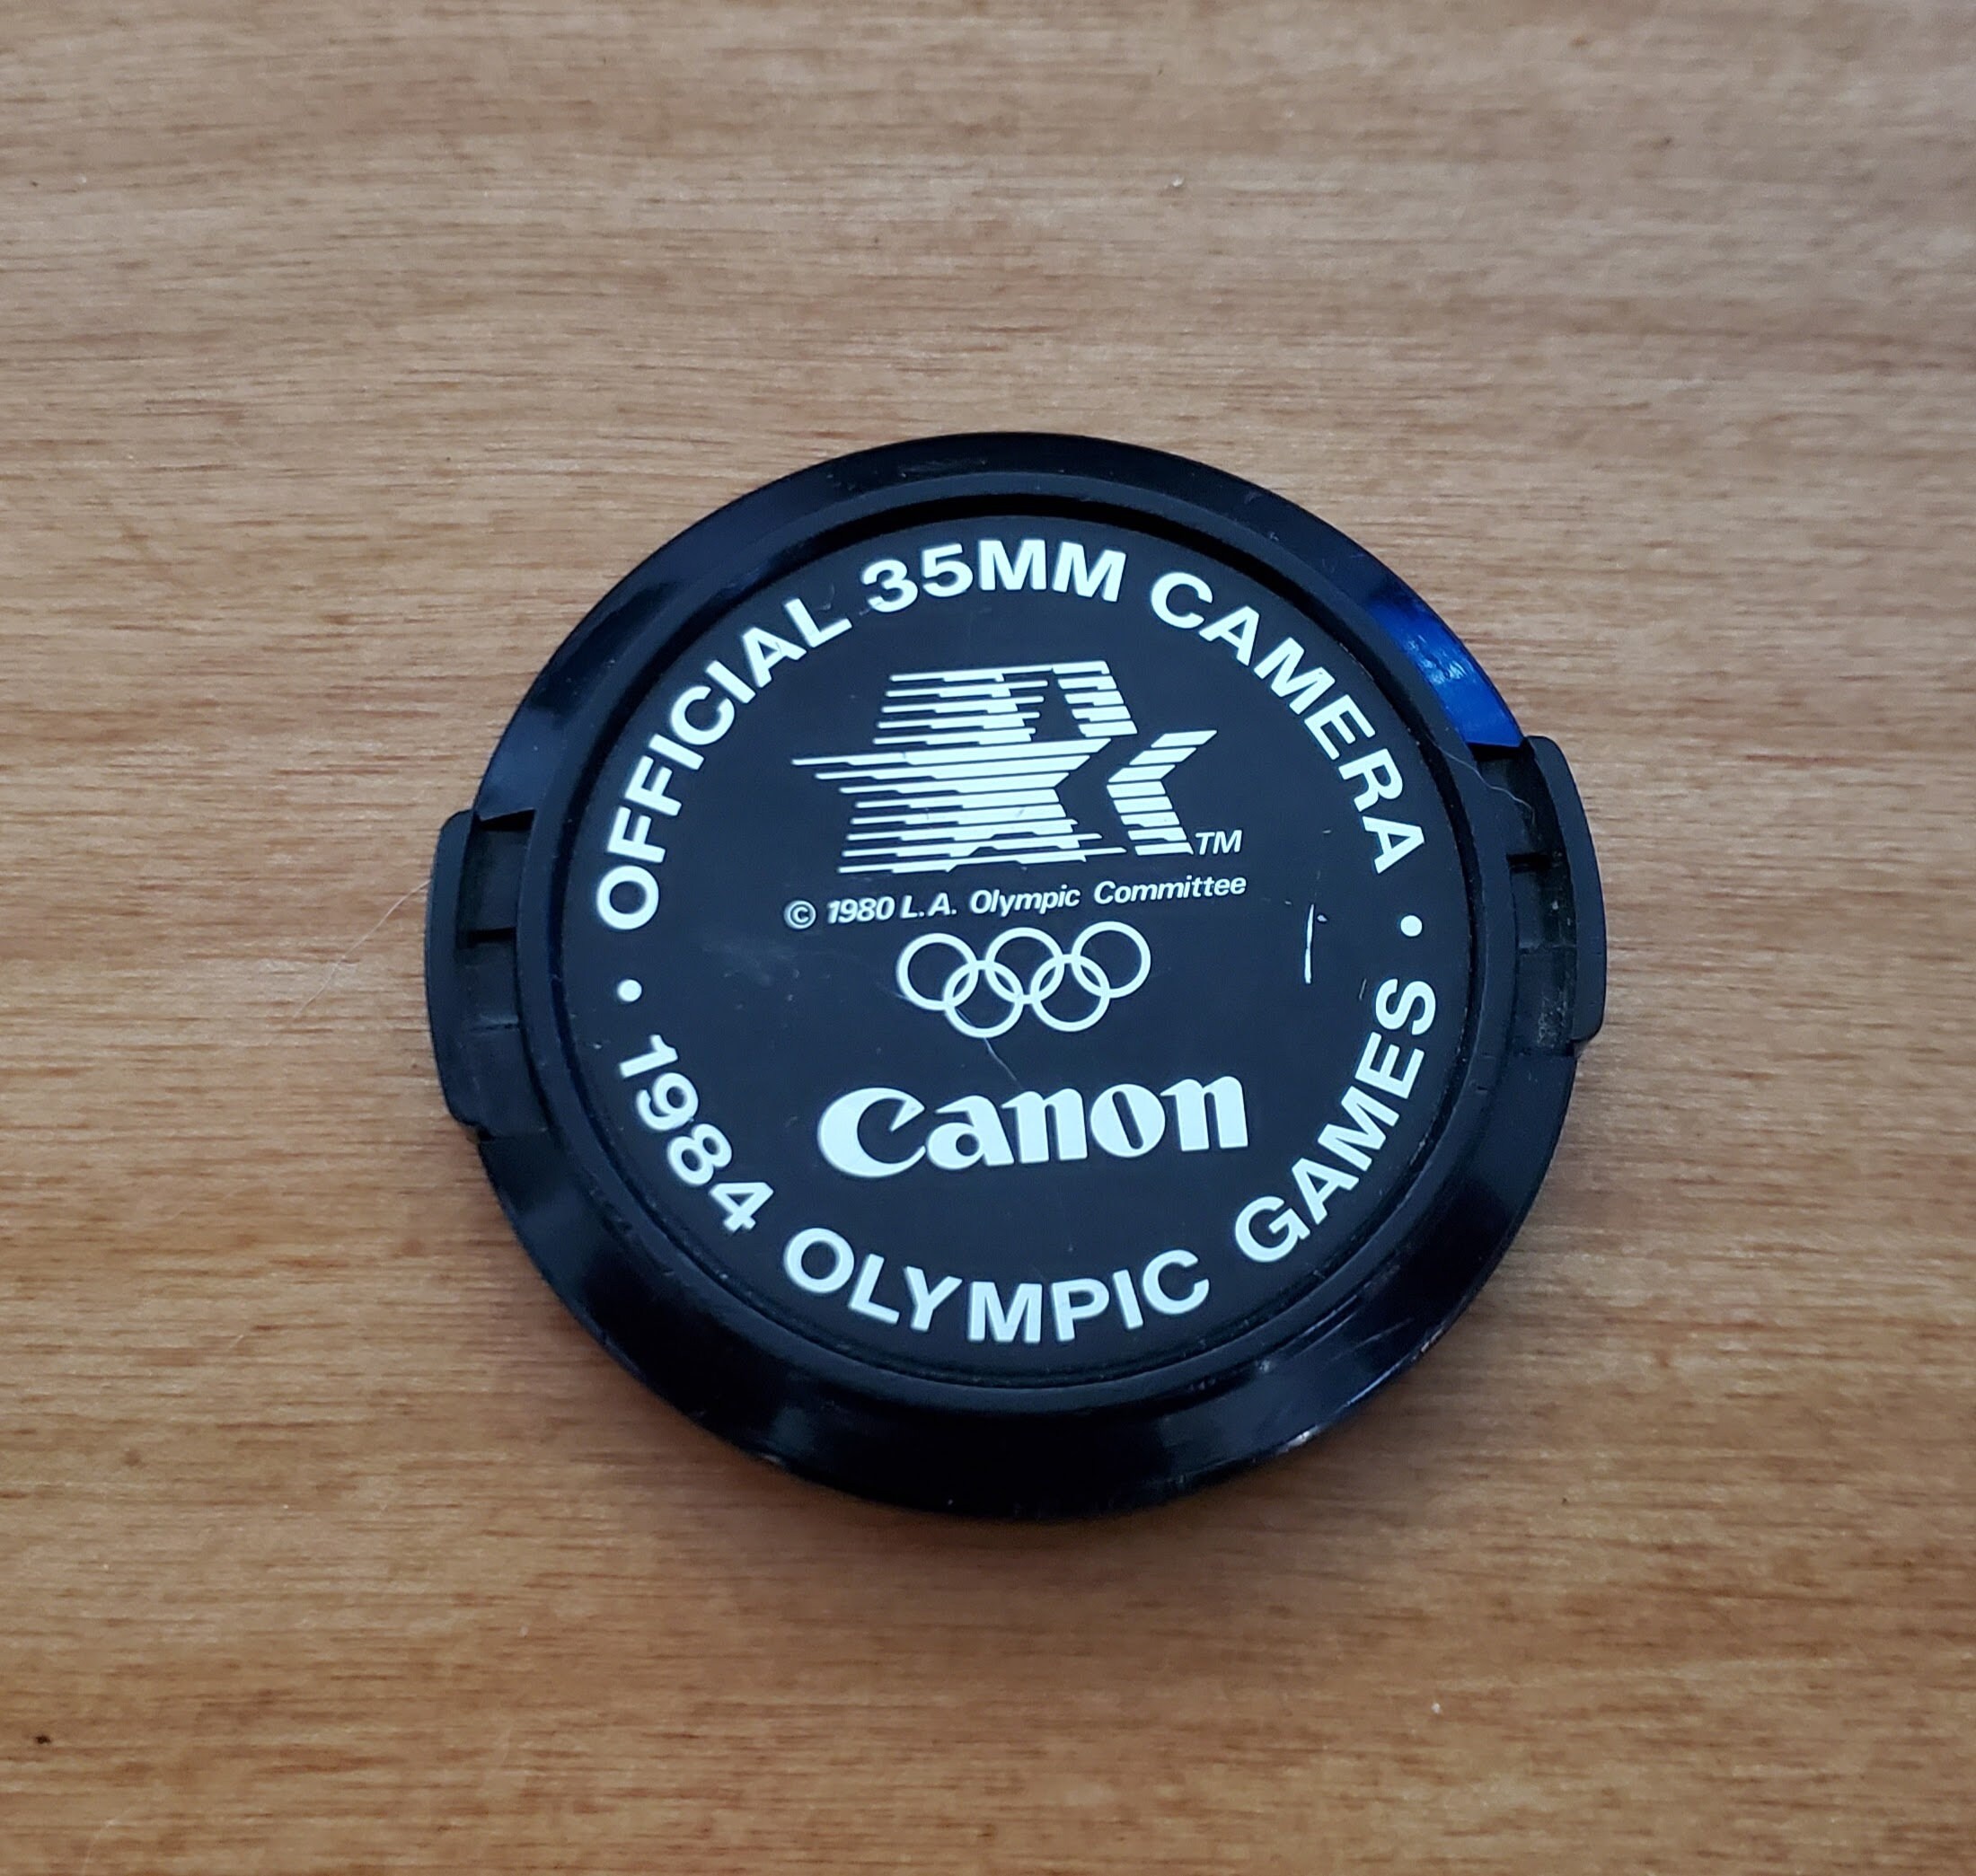 OFFICIAL 35MM CAMERA
TM
© 1980 L.A. Olympic Committee
Canon
• 1984 OLYMPIC GAMES •